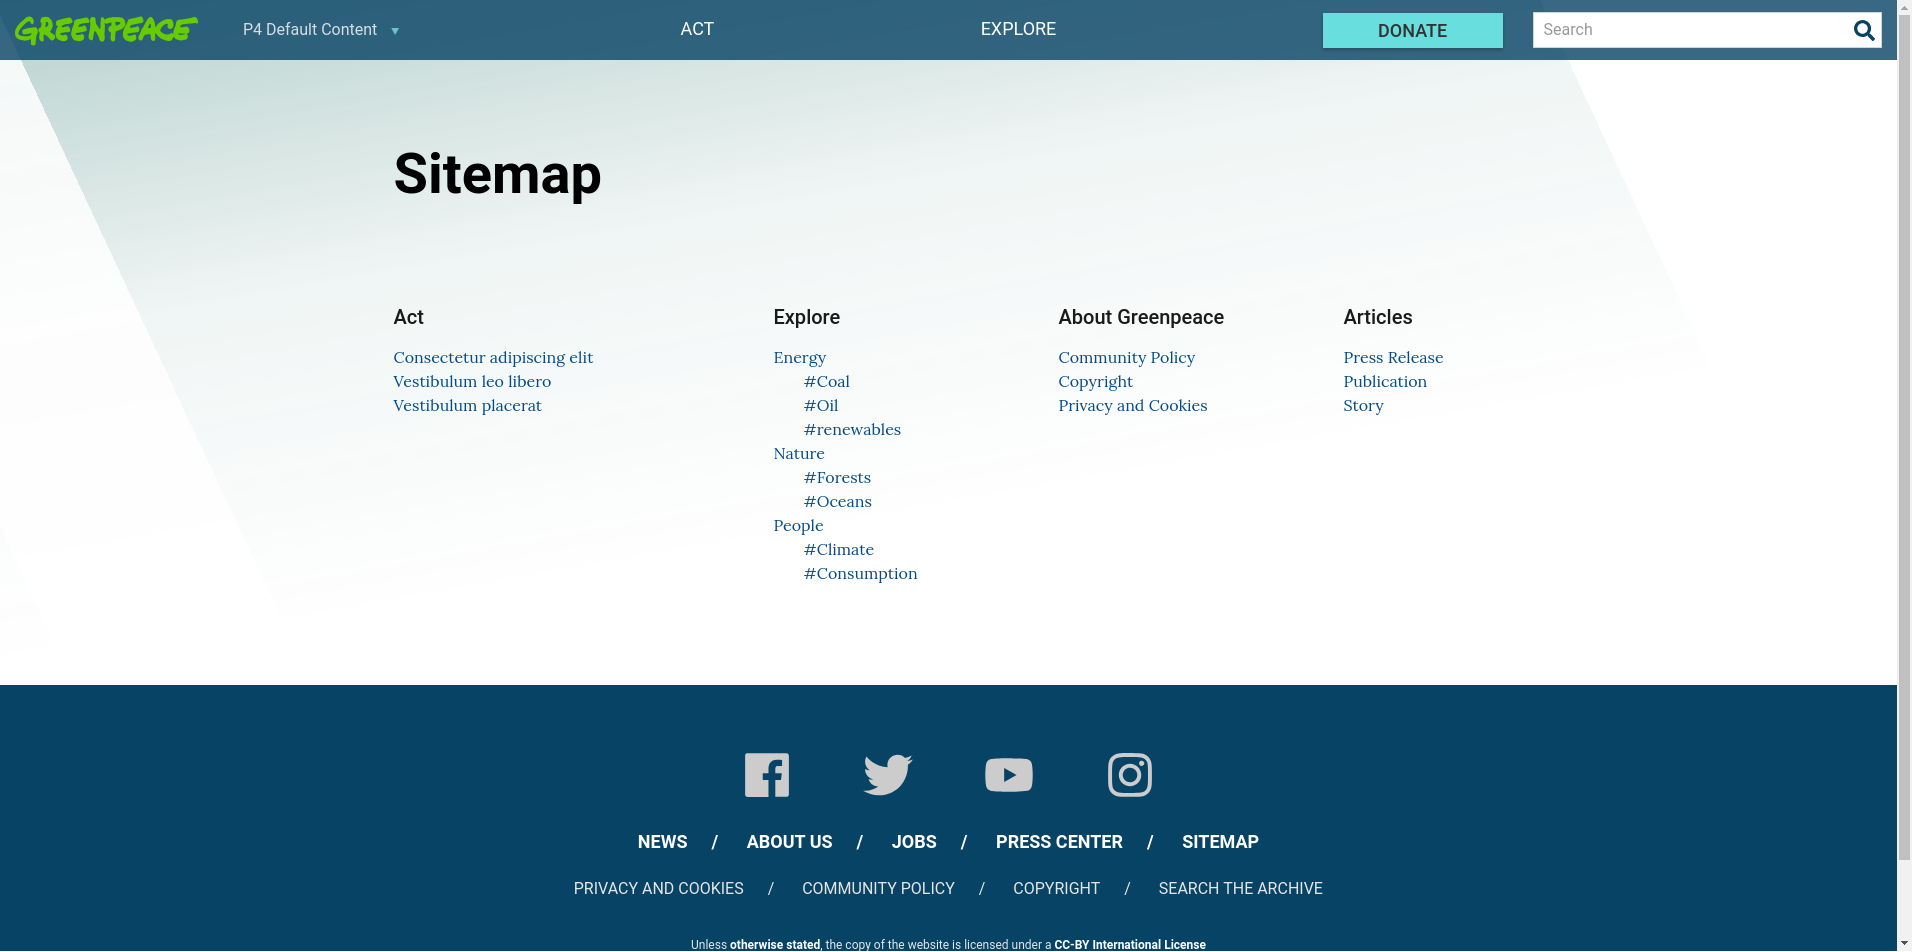 GREENPEACE P4 Default Content ▼ ACT EXPLORE DONATE Search
Sitemap
Act
Consectetur adipiscing elit
Vestibulum leo libero
Vestibulum placerat
Explore
Energy
#Coal
#Oil
#renewables
Nature
#Forests
#Oceans
People
#Climate
#Consumption
About Greenpeace
Community Policy
Copyright
Privacy and Cookies
Articles
Press Release
Publication
Story
NEWS / ABOUT US / JOBS / PRESS CENTER / SITEMAP
PRIVACY AND COOKIES / COMMUNITY POLICY / COPYRIGHT / SEARCH THE ARCHIVE
Unless otherwise stated, the copy of the website is licensed under a CC-BY International License